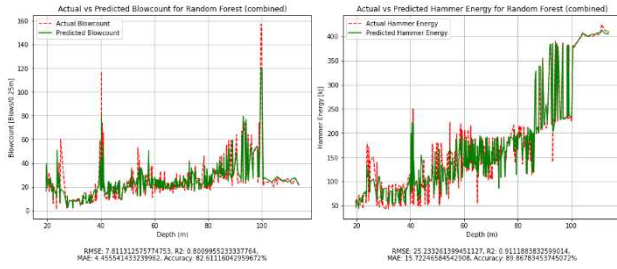 Actual vs Predicted Blowcount for Random Forest (combined)
Actual Blowcount
Predicted Blowcount
Blowcount [Blows/0.25m]
160
140
120
100
80
60
40
20
0
20
40
60
80
100
Depth (m)
RMSE: 7.811312575774753, R2: 0.8009955233337764,
MAE: 4.455541433239962, Accuracy: 82.61116042959672%
Actual vs Predicted Hammer Energy for Random Forest (combined)
Actual Hammer Energy
Predicted Hammer Energy
Hammer Energy [kJ]
400
350
300
250
200
150
100
50
20
40
60
80
100
Depth (m)
RMSE: 25.233261399451127, R2: 0.9111883832599014,
MAE: 15.72246584542908, Accuracy: 89.86783453745072%